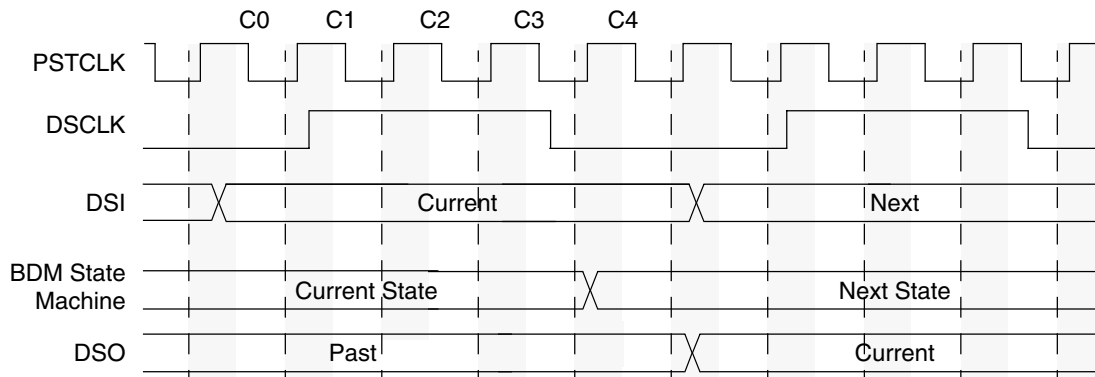 C0 C1 C2 C3 C4
PSTCLK
DSCLK
DSI Current Next
BDM State
Machine Current State Next State
DSO Past Current